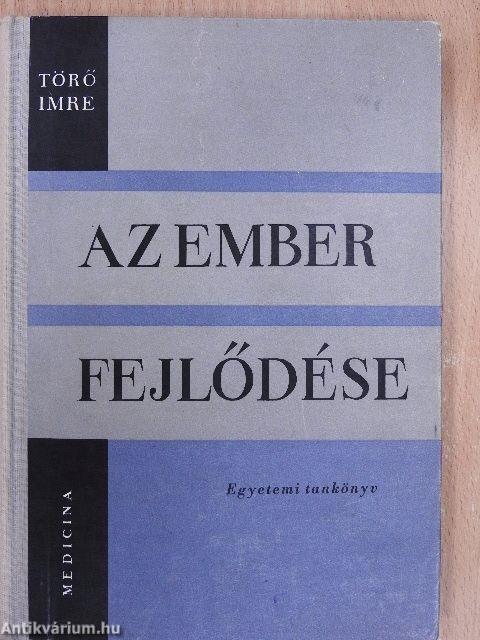 TÖRŐ
IMRE
AZ EMBER
FEJLŐDÉSE
Egyetemi tankönyv
MEDICINA
Antikvárium.hu